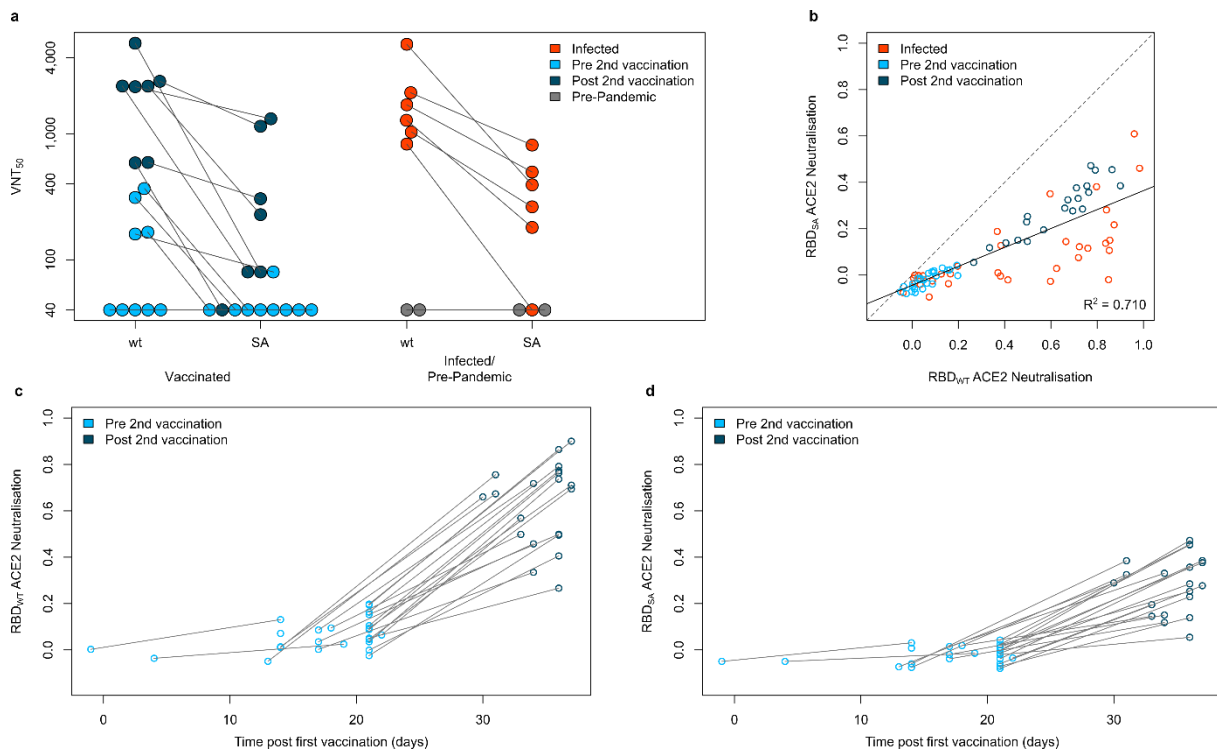 a
VNT50
4,000
1,000
400
100
40
Infected
Pre 2nd vaccination
Post 2nd vaccination
Pre-Pandemic
wt
SA
wt
SA
Vaccinated
Infected/
Pre-Pandemic
b
RBDSA ACE2 Neutralisation
1.0
0.8
0.6
0.4
0.2
0.0
Infected
Pre 2nd vaccination
Post 2nd vaccination
R² = 0.710
0.0 0.2 0.4 0.6 0.8 1.0
RBDWT ACE2 Neutralisation
c
RBDWT ACE2 Neutralisation
1.0
0.8
0.6
0.4
0.2
0.0
Pre 2nd vaccination
Post 2nd vaccination
0 10 20 30
Time post first vaccination (days)
d
RBDSA ACE2 Neutralisation
1.0
0.8
0.6
0.4
0.2
0.0
Pre 2nd vaccination
Post 2nd vaccination
0 10 20 30
Time post first vaccination (days)